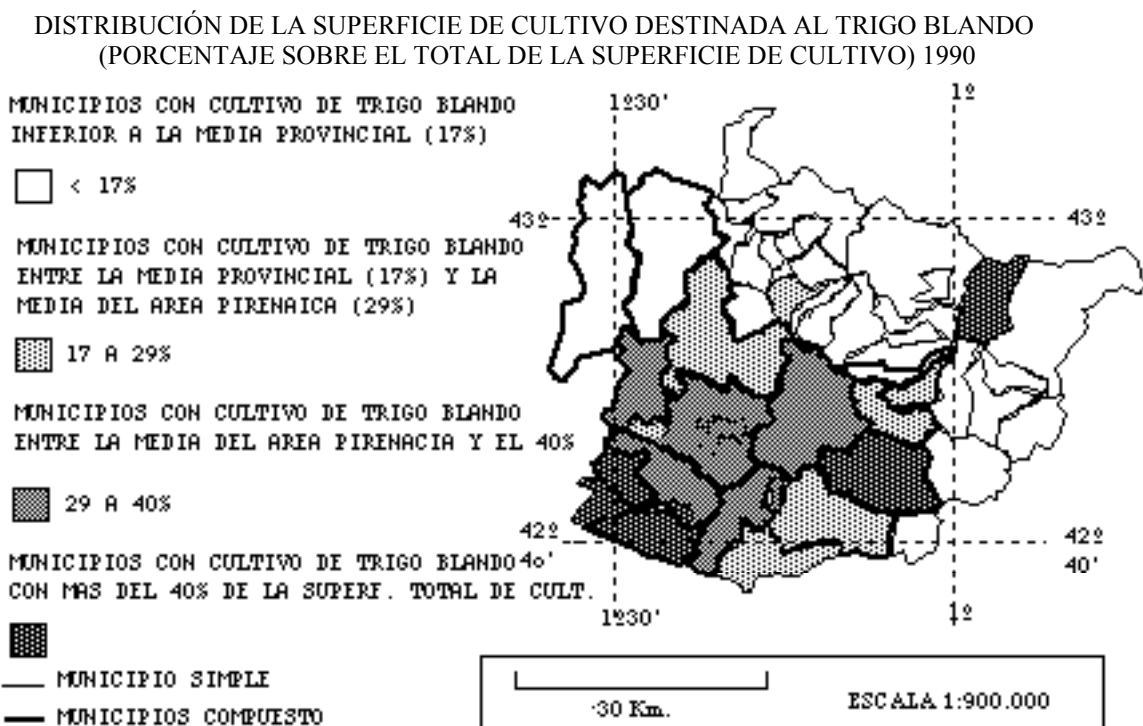 DISTRIBUCIÓN DE LA SUPERFICIE DE CULTIVO DESTINADA AL TRIGO BLANDO
(PORCENTAJE SOBRE EL TOTAL DE LA SUPERFICIE DE CULTIVO) 1990
MUNICIPIOS CON CULTIVO DE TRIGO BLANDO
INFERIOR A LA MEDIA PROVINCIAL (17%)
< 17%
MUNICIPIOS CON CULTIVO DE TRIGO BLANDO
ENTRE LA MEDIA PROVINCIAL (17%) Y LA
MEDIA DEL AREA PIRENAICA (29%)
17 A 29%
MUNICIPIOS CON CULTIVO DE TRIGO BLANDO
ENTRE LA MEDIA DEL AREA PIRENACIA Y EL 40%
29 A 40%
MUNICIPIOS CON CULTIVO DE TRIGO BLANDO
CON MAS DEL 40% DE LA SUPERF. TOTAL DE CULT.
MUNICIPIO SIMPLE
MUNICIPIOS COMPUESTO
1º30'
1º
43º
43º
42º
40'
42º
40'
1º30'
1º
30 Km.
ESCALA 1:900.000